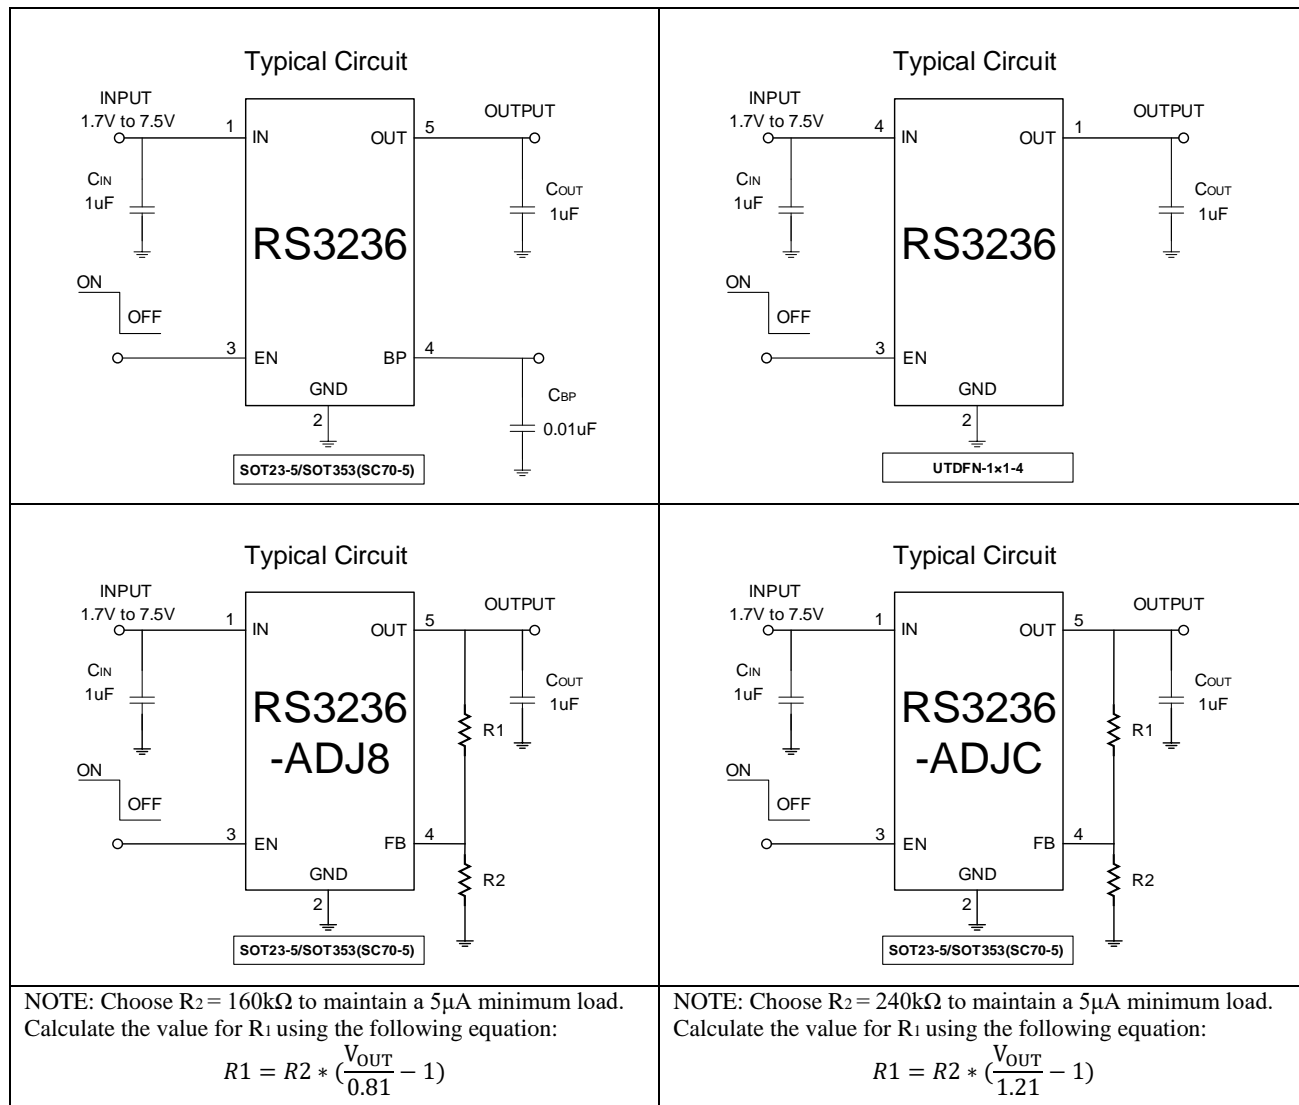 Typical Circuit
INPUT
1.7V to 7.5V
OUTPUT
1
IN
OUT
5
CIN
1uF
COUT
1uF
RS3236
ON
OFF
3
EN
BP
4
GND
2
CBP
0.01uF
SOT23-5/SOT353(SC70-5)
Typical Circuit
INPUT
1.7V to 7.5V
OUTPUT
4
IN
OUT
1
CIN
1uF
COUT
1uF
RS3236
ON
OFF
3
EN
GND
2
UTDFN-1×1-4
Typical Circuit
INPUT
1.7V to 7.5V
OUTPUT
1
IN
OUT
5
CIN
1uF
COUT
1uF
RS3236
-ADJ8
R1
ON
OFF
3
EN
FB
4
GND
2
R2
SOT23-5/SOT353(SC70-5)
Typical Circuit
INPUT
1.7V to 7.5V
OUTPUT
1
IN
OUT
5
CIN
1uF
COUT
1uF
RS3236
-ADJC
R1
ON
OFF
3
EN
FB
4
GND
2
R2
SOT23-5/SOT353(SC70-5)
NOTE: Choose R2 = 160kΩ to maintain a 5μA minimum load.
Calculate the value for R1 using the following equation:
R1 = R2 * (VOUT/0.81 − 1)
NOTE: Choose R2 = 240kΩ to maintain a 5μA minimum load.
Calculate the value for R1 using the following equation:
R1 = R2 * (VOUT/1.21 − 1)